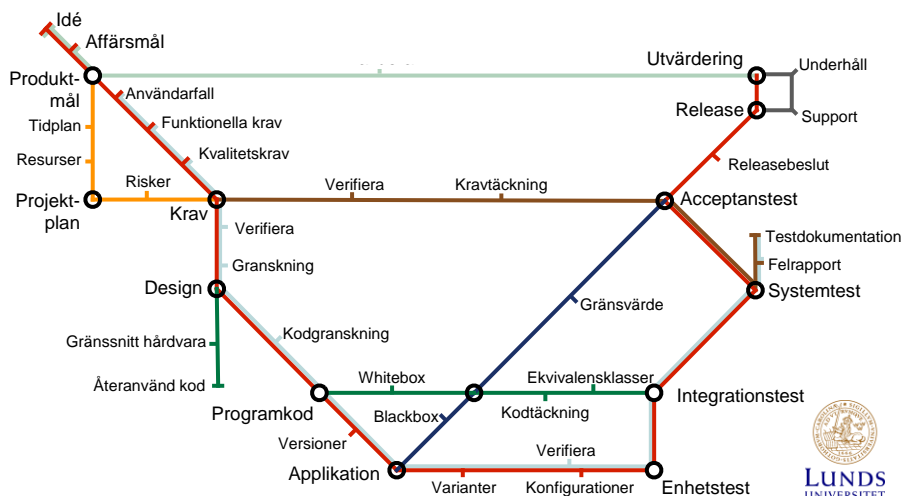 Idé
Affärsmål
Utvärdering
Underhåll
Produkt-
mål
Användarfall
Release
Support
Tidplan
Funktionella krav
Kvalitetskrav
Releasebeslut
Resurser
Risker
Verifiera
Kravtäckning
Projekt-
plan
Krav
Acceptanstest
Verifiera
Testdokumentation
Granskning
Felrapport
Design
Systemtest
Gränsvärde
Kodgranskning
Gränssnitt hårdvara
Återanvänd kod
Whitebox
Ekvivalensklasser
Programkod
Blackbox
Kodtäckning
Integrationstest
Versioner
Verifiera
Applikation
Varianter
Konfigurationer
Enhetstest
LUNDS
UNIVERSITET